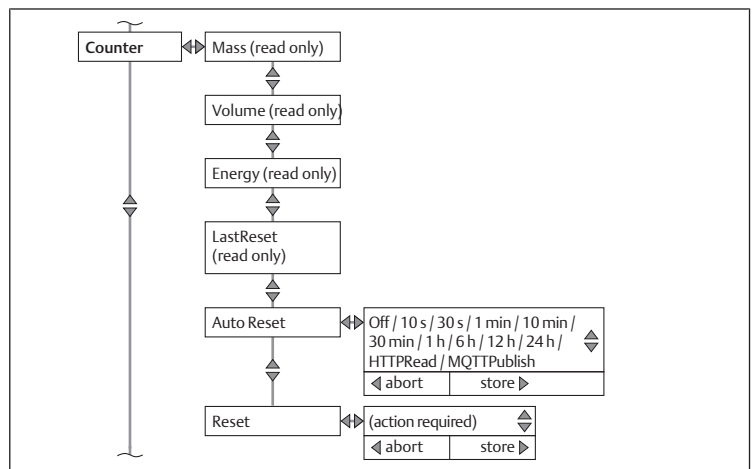 Counter
Mass (read only)
Volume (read only)
Energy (read only)
LastReset
(read only)
Auto Reset
Off / 10 s / 30 s / 1 min / 10 min /
30 min / 1 h / 6 h / 12 h / 24 h /
HTTPRead / MQTTPublish
abort store
Reset
(action required)
abort store